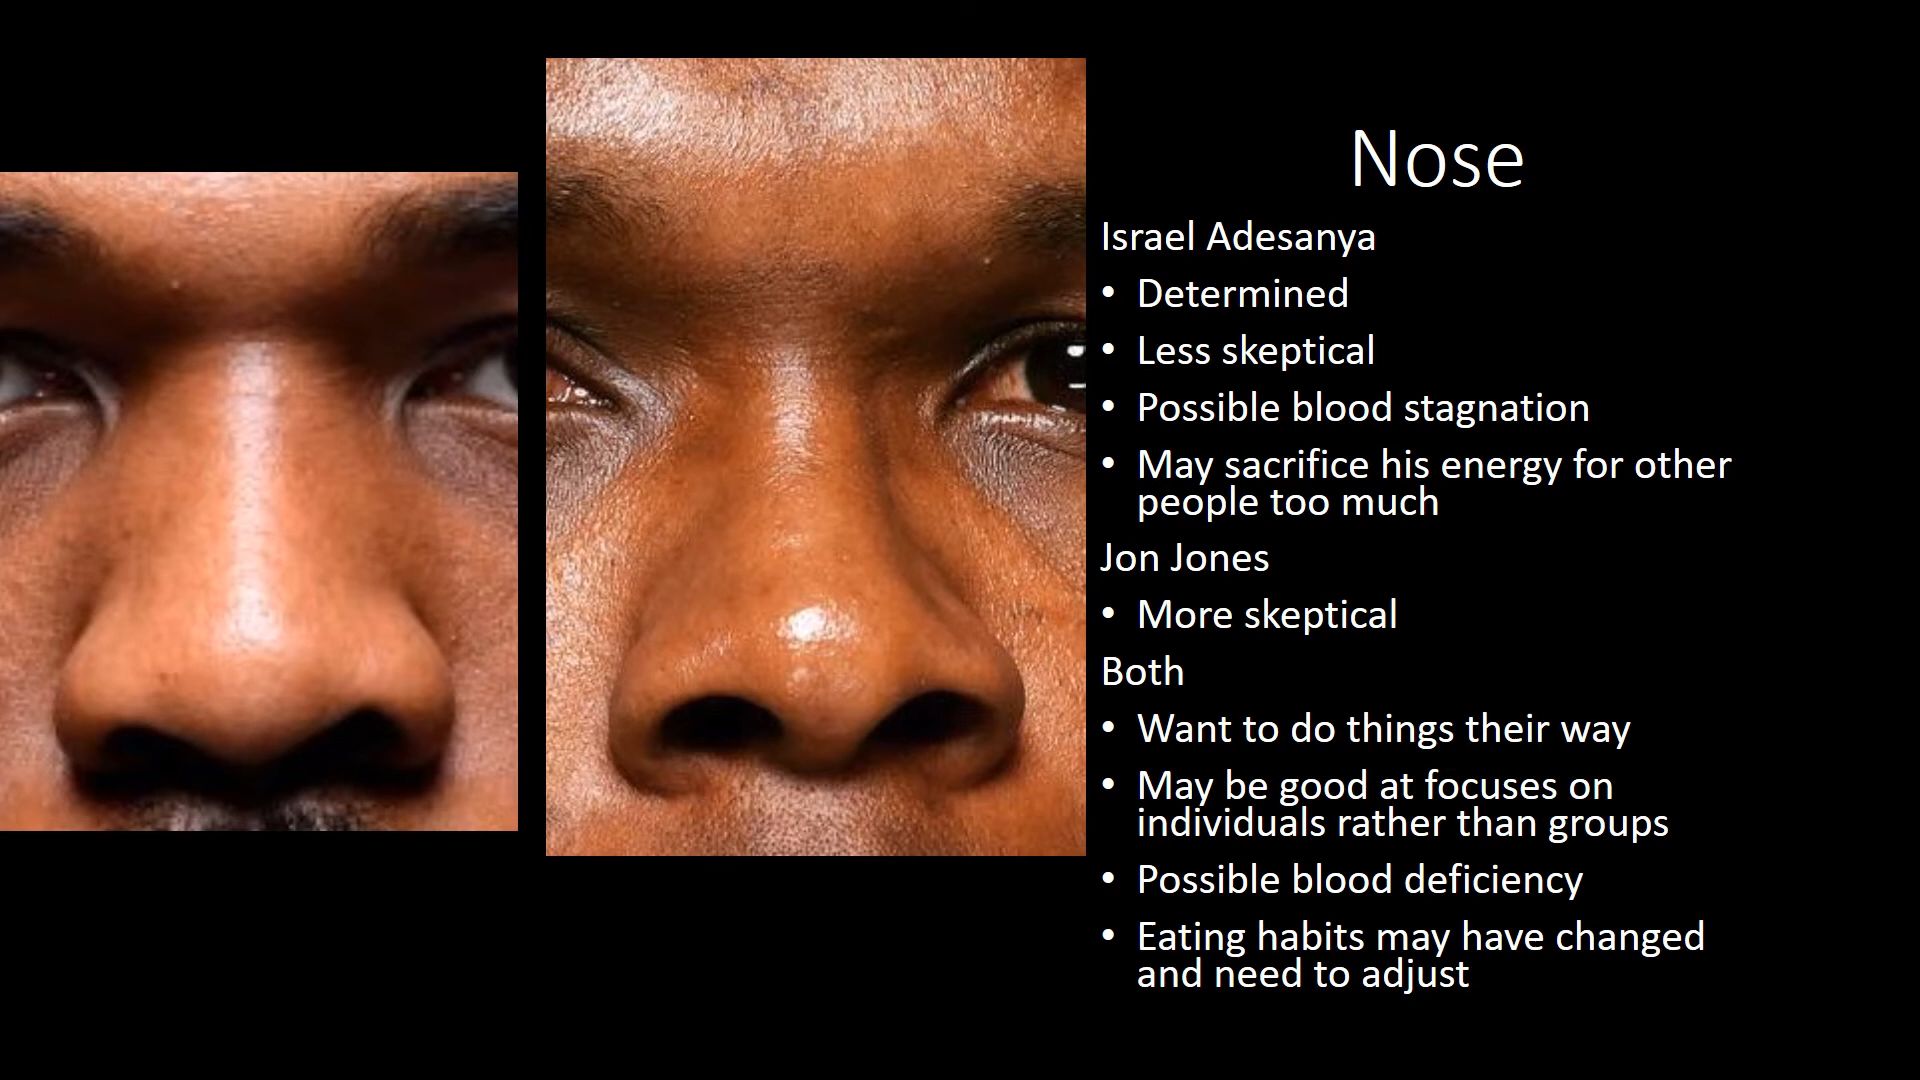 Nose
Israel Adesanya
• Determined
• Less skeptical
• Possible blood stagnation
• May sacrifice his energy for other
people too much
Jon Jones
• More skeptical
Both
• Want to do things their way
• May be good at focuses on
individuals rather than groups
• Possible blood deficiency
• Eating habits may have changed
and need to adjust